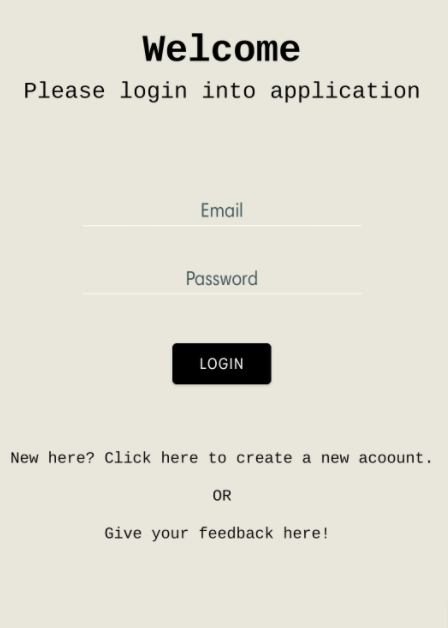 Welcome
Please login into application
Email
Password
LOGIN
New here? Click here to create a new acoount.
OR
Give your feedback here!